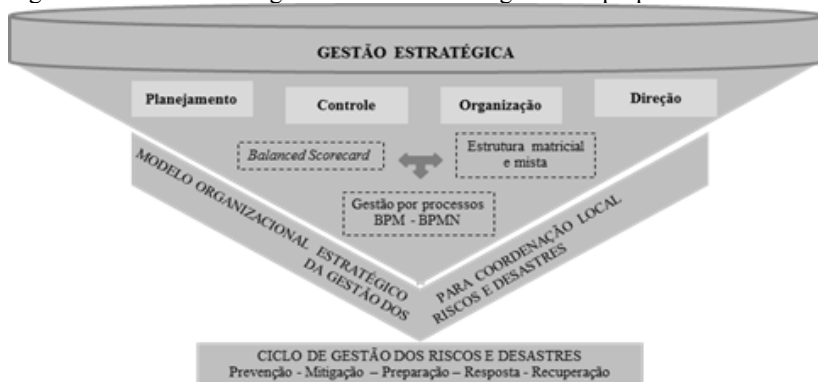 GESTÃO ESTRATÉGICA
Planejamento
Controle
Organização
Direção
Balanced Scorecard
Estrutura matricial
e mista
Gestão por processos
BPM - BPMN
MODELO ORGANIZACIONAL ESTRATÉGICO
DA GESTÃO DOS
PARA COORDENAÇÃO LOCAL
RISCOS E DESASTRES
CICLO DE GESTÃO DOS RISCOS E DESASTRES
Prevenção - Mitigação – Preparação – Resposta - Recuperação